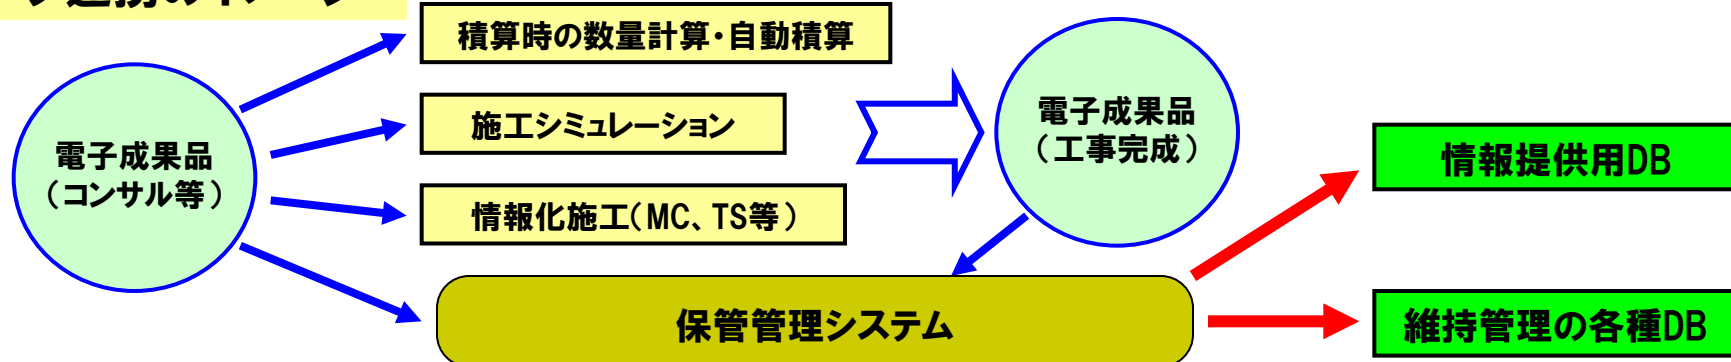 積算時の数量計算・自動積算
施工シミュレーション
情報化施工(MC、TS等)
電子成果品
(コンサル等)
電子成果品
(工事完成)
保管管理システム
情報提供用DB
維持管理の各種DB